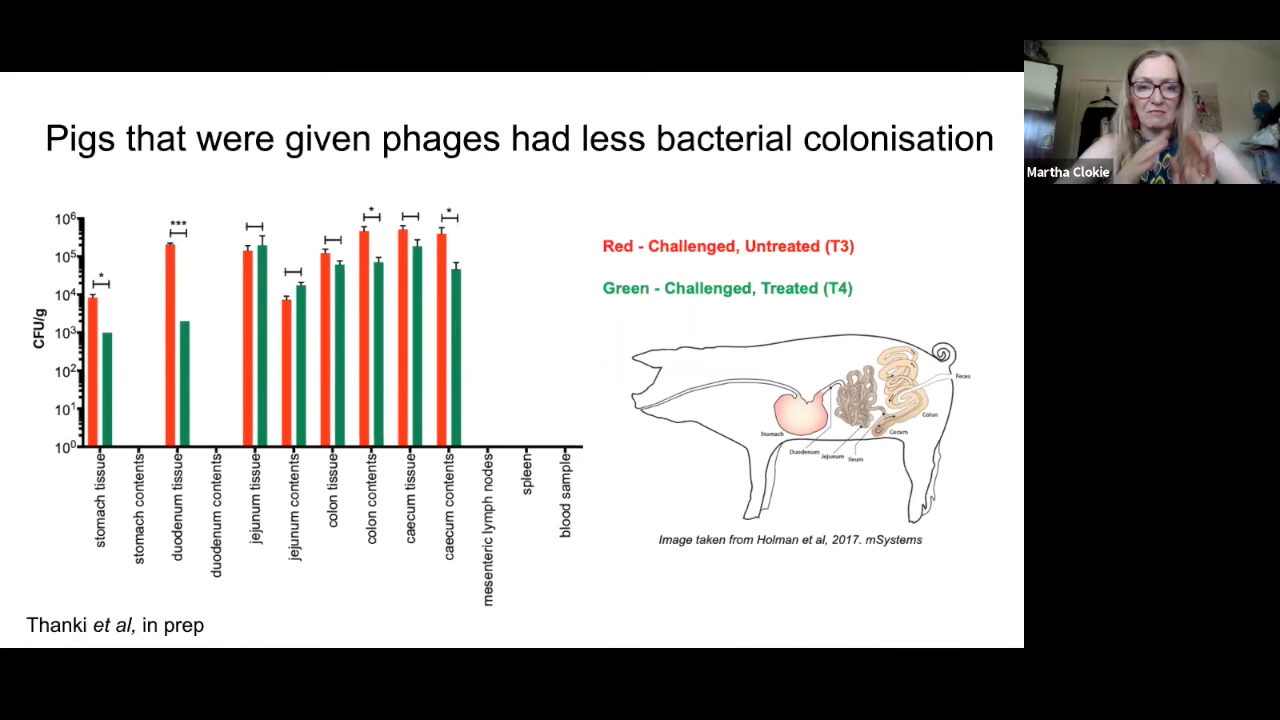 Pigs that were given phages had less bacterial colonisation
Martha Clokie
CFU/g
10⁶
10⁵
10⁴
10³
10²
10¹
10⁰
*
***
*
*
stomach tissue
stomach contents
duodenum tissue
duodenum contents
jejunum tissue
jejunum contents
colon tissue
colon contents
caecum tissue
caecum contents
mesenteric lymph nodes
spleen
blood sample
Red - Challenged, Untreated (T3)
Green - Challenged, Treated (T4)
Feces
Colon
Cecum
Stomach
Duodenum
Jejunum
Ileum
Image taken from Holman et al, 2017. mSystems
Thanki et al, in prep